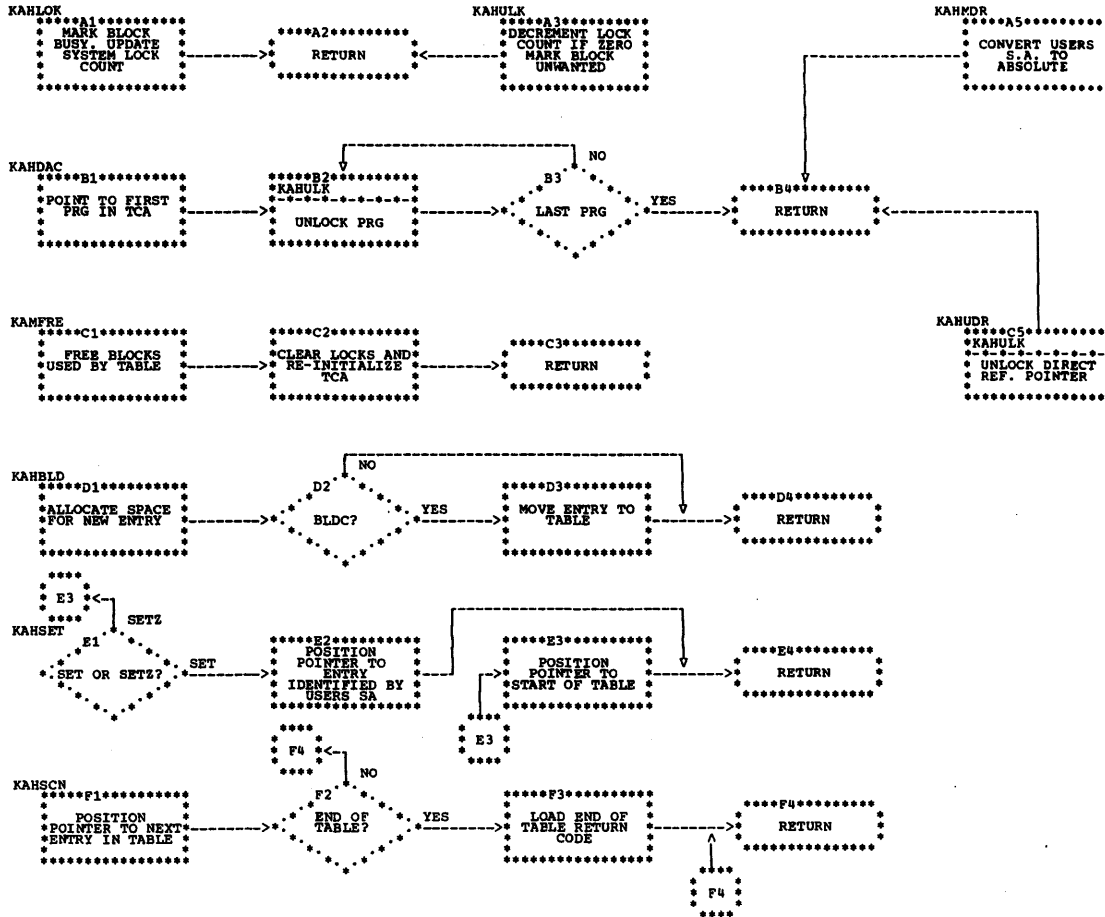 KAHLOK
A1
MARK BLOCK
BUSY. UPDATE
SYSTEM LOCK
COUNT
A2
RETURN
KAHULK
A3
DECREMENT LOCK
COUNT IF ZERO
MARK BLOCK
UNWANTED
KAHMDR
A5
CONVERT USERS
S.A. TO
ABSOLUTE
KAHDAC
B1
POINT TO FIRST
PRG IN TCA
B2
KAHULK
UNLOCK PRG
NO
B3
LAST PRG
YES
B4
RETURN
KAMFRE
C1
FREE BLOCKS
USED BY TABLE
C2
CLEAR LOCKS AND
RE-INITIALIZE
TCA
C3
RETURN
KAHUDR
C5
KAHULK
UNLOCK DIRECT
REF. POINTER
KAHBLD
D1
ALLOCATE SPACE
FOR NEW ENTRY
NO
D2
BLDC?
YES
D3
MOVE ENTRY TO
TABLE
D4
RETURN
E3
SETZ
KAHSET
E1
SET OR SETZ?
SET
E2
POSITION
POINTER TO
ENTRY
IDENTIFIED BY
USERS SA
E3
POSITION
POINTER TO
START OF TABLE
E4
RETURN
E3
F4
NO
KAHSCN
F1
POSITION
POINTER TO NEXT
ENTRY IN TABLE
F2
END OF
TABLE?
YES
F3
LOAD END OF
TABLE RETURN
CODE
F4
RETURN
F4